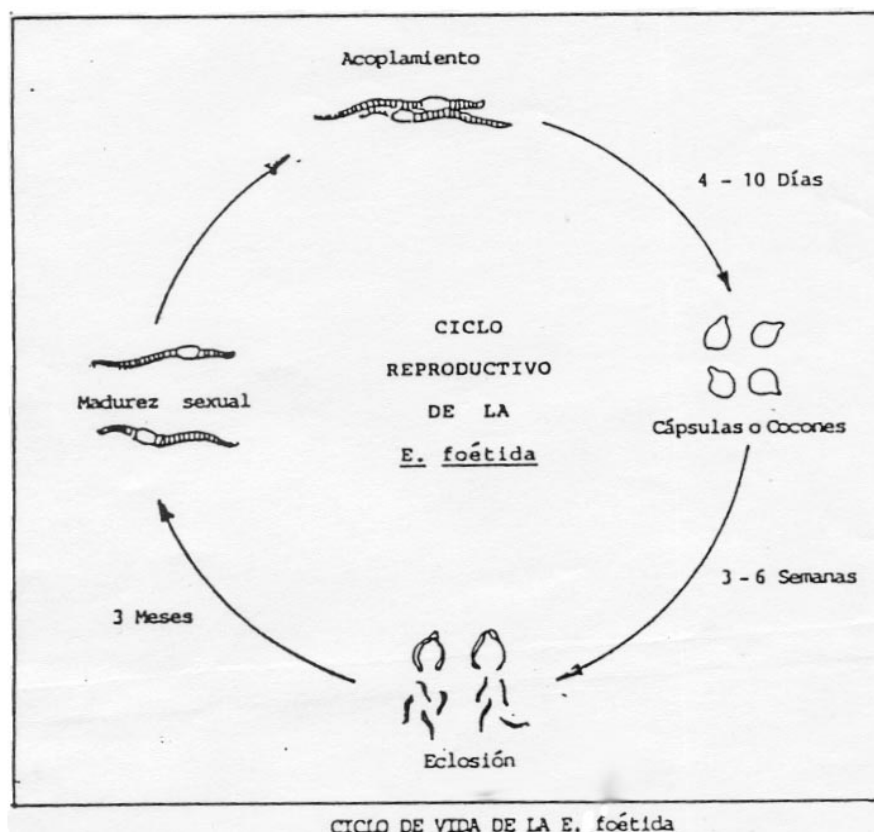 Acoplamiento
4 - 10 Días
CICLO
REPRODUCTIVO
DE LA
E. foétida
Madurez sexual
Cápsulas o Cocones
3 - 6 Semanas
3 Meses
Eclosión
CICLO DE VIDA DE LA E. foétida